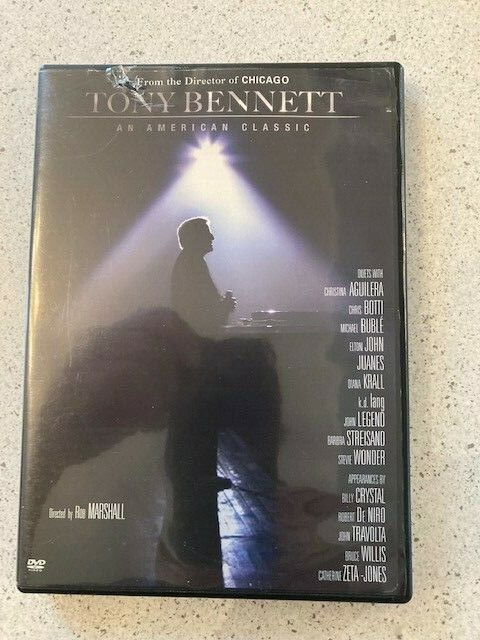 From the Director of CHICAGO
TONY BENNETT
AN AMERICAN CLASSIC
DUETS WITH
CHRISTINA AGUILERA
CHRIS BOTTI
MICHAEL BUBLÉ
ELTON JOHN
JUANES
DIANA KRALL
k.d. lang
JOHN LEGEND
BARBRA STREISAND
STEVIE WONDER
APPEARANCES BY
BILLY CRYSTAL
ROBERT DE NIRO
JOHN TRAVOLTA
BRUCE WILLIS
CATHERINE ZETA-JONES
Directed by Rob MARSHALL
DVD
VIDEO